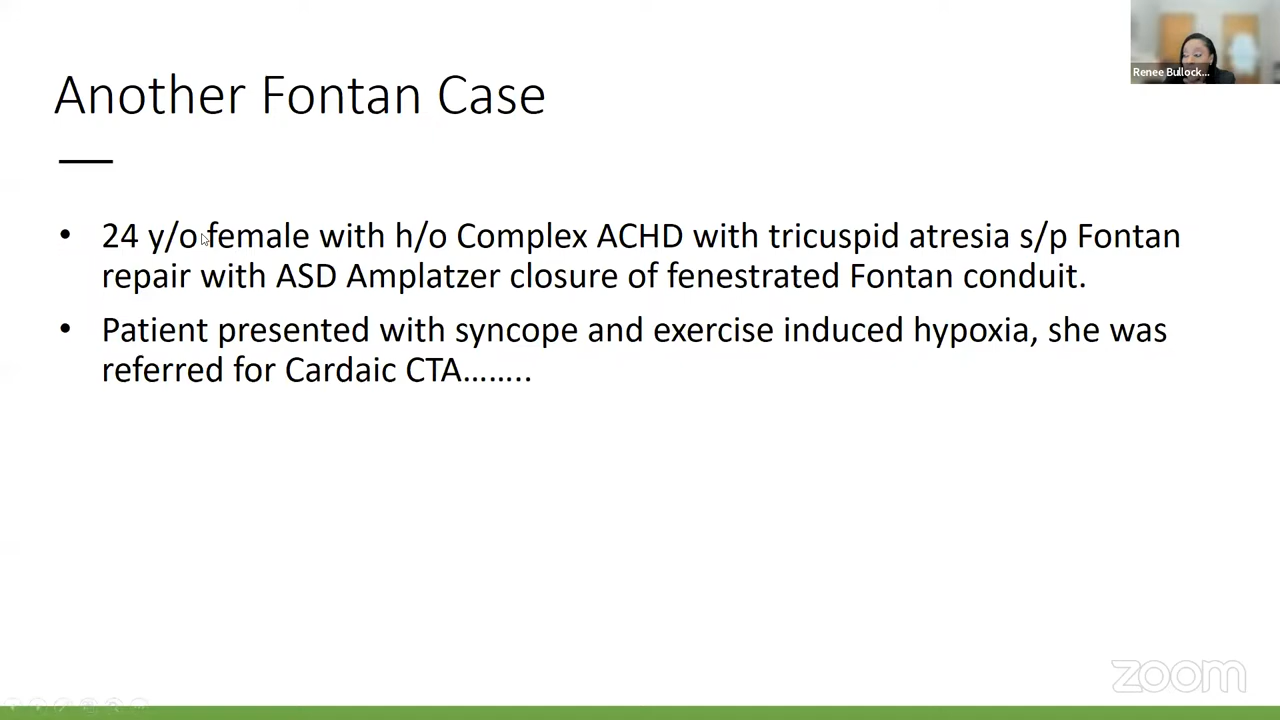 Renee Bullock...
Another Fontan Case
• 24 y/o female with h/o Complex ACHD with tricuspid atresia s/p Fontan
repair with ASD Amplatzer closure of fenestrated Fontan conduit.
• Patient presented with syncope and exercise induced hypoxia, she was
referred for Cardaic CTA........
zoom